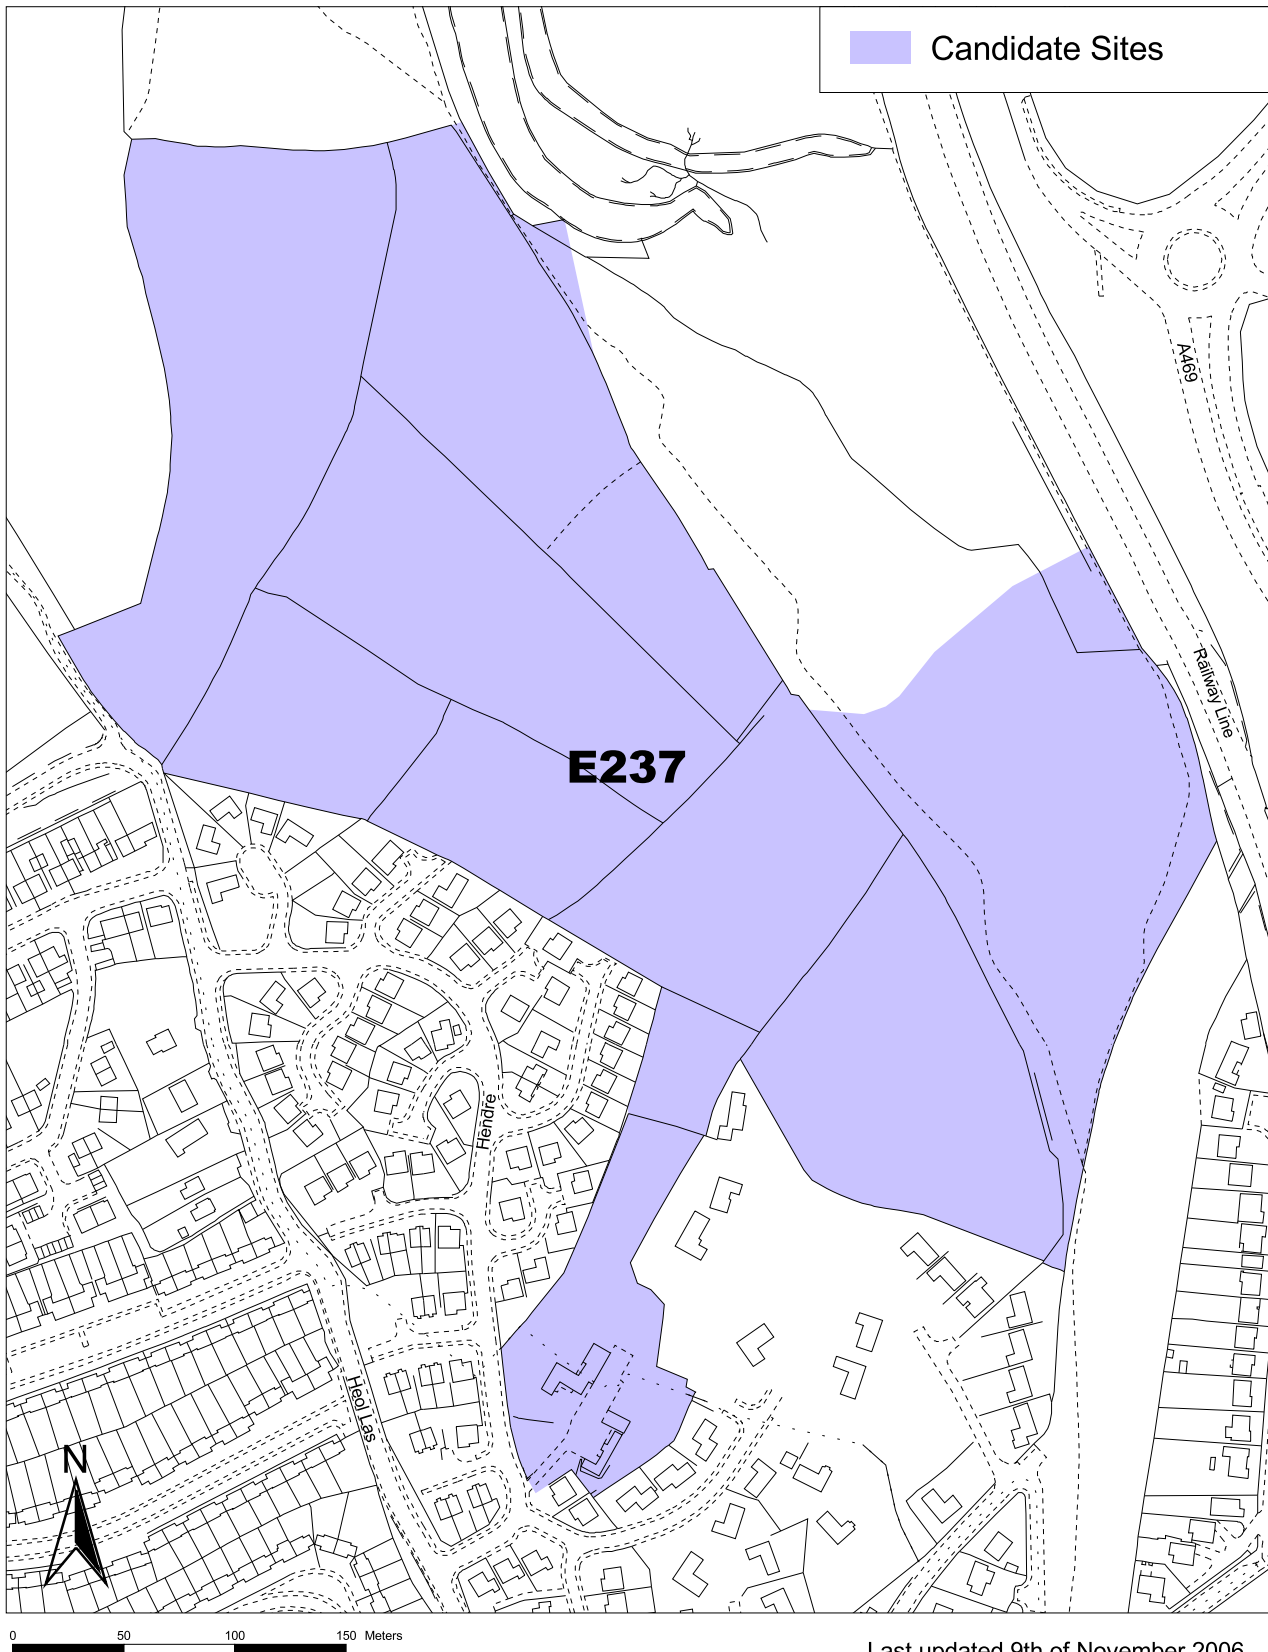 Candidate Sites
A469
Railway Line
E237
Hendre
Heol Las
N
0 50 100 150 Meters
Last updated 9th of November 2006